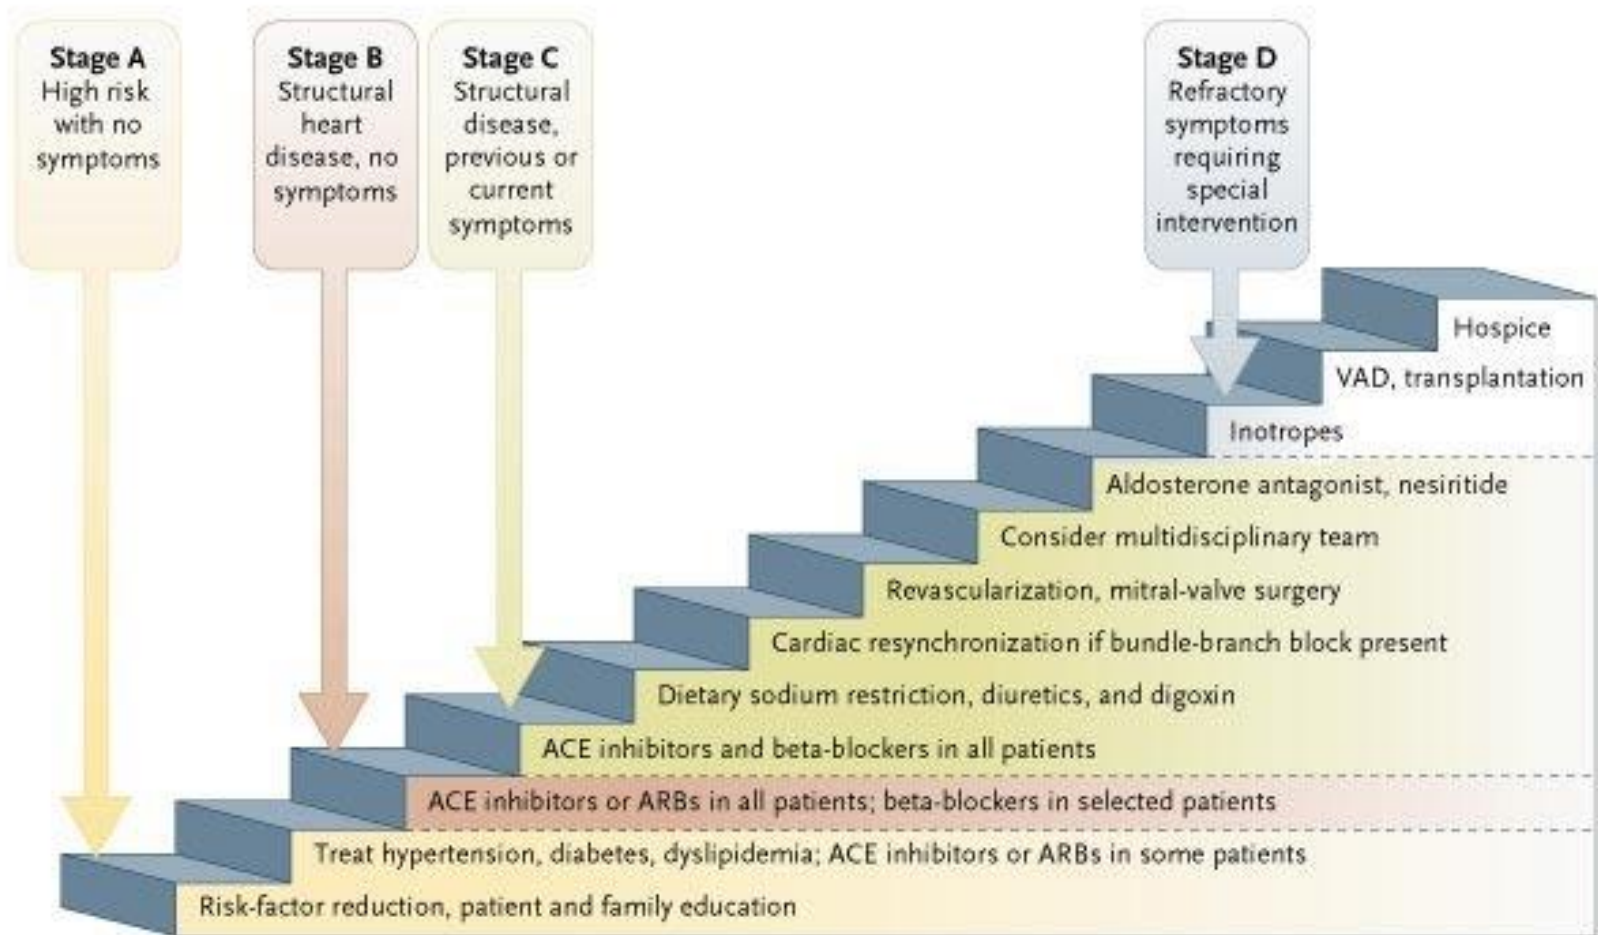 Stage A
High risk
with no
symptoms
Stage B
Structural
heart
disease, no
symptoms
Stage C
Structural
disease,
previous or
current
symptoms
Stage D
Refractory
symptoms
requiring
special
intervention
Hospice
VAD, transplantation
Inotropes
Aldosterone antagonist, nesiritide
Consider multidisciplinary team
Revascularization, mitral-valve surgery
Cardiac resynchronization if bundle-branch block present
Dietary sodium restriction, diuretics, and digoxin
ACE inhibitors and beta-blockers in all patients
ACE inhibitors or ARBs in all patients; beta-blockers in selected patients
Treat hypertension, diabetes, dyslipidemia; ACE inhibitors or ARBs in some patients
Risk-factor reduction, patient and family education